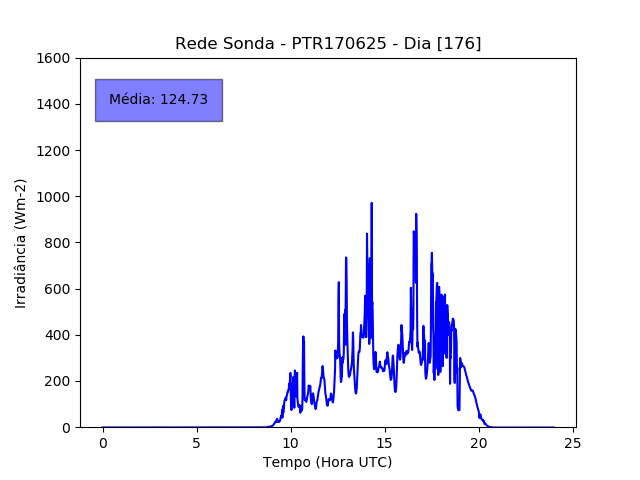 Rede Sonda - PTR170625 - Dia [176]
Média: 124.73
Irradiância (Wm-2)
1600
1400
1200
1000
800
600
400
200
0
0 5 10 15 20 25
Tempo (Hora UTC)